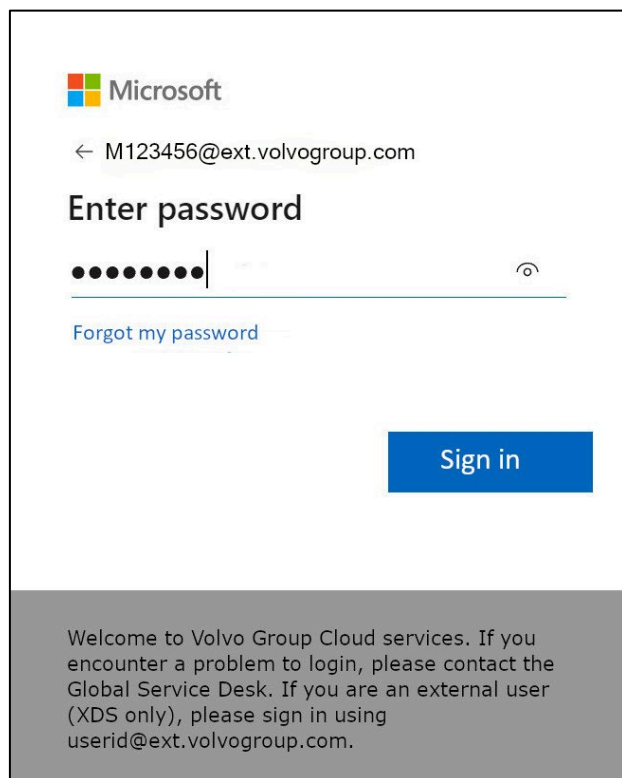 Microsoft
← M123456@ext.volvogroup.com
Enter password
●●●●●●●●
Forgot my password
Sign in
Welcome to Volvo Group Cloud services. If you
encounter a problem to login, please contact the
Global Service Desk. If you are an external user
(XDS only), please sign in using
userid@ext.volvogroup.com.